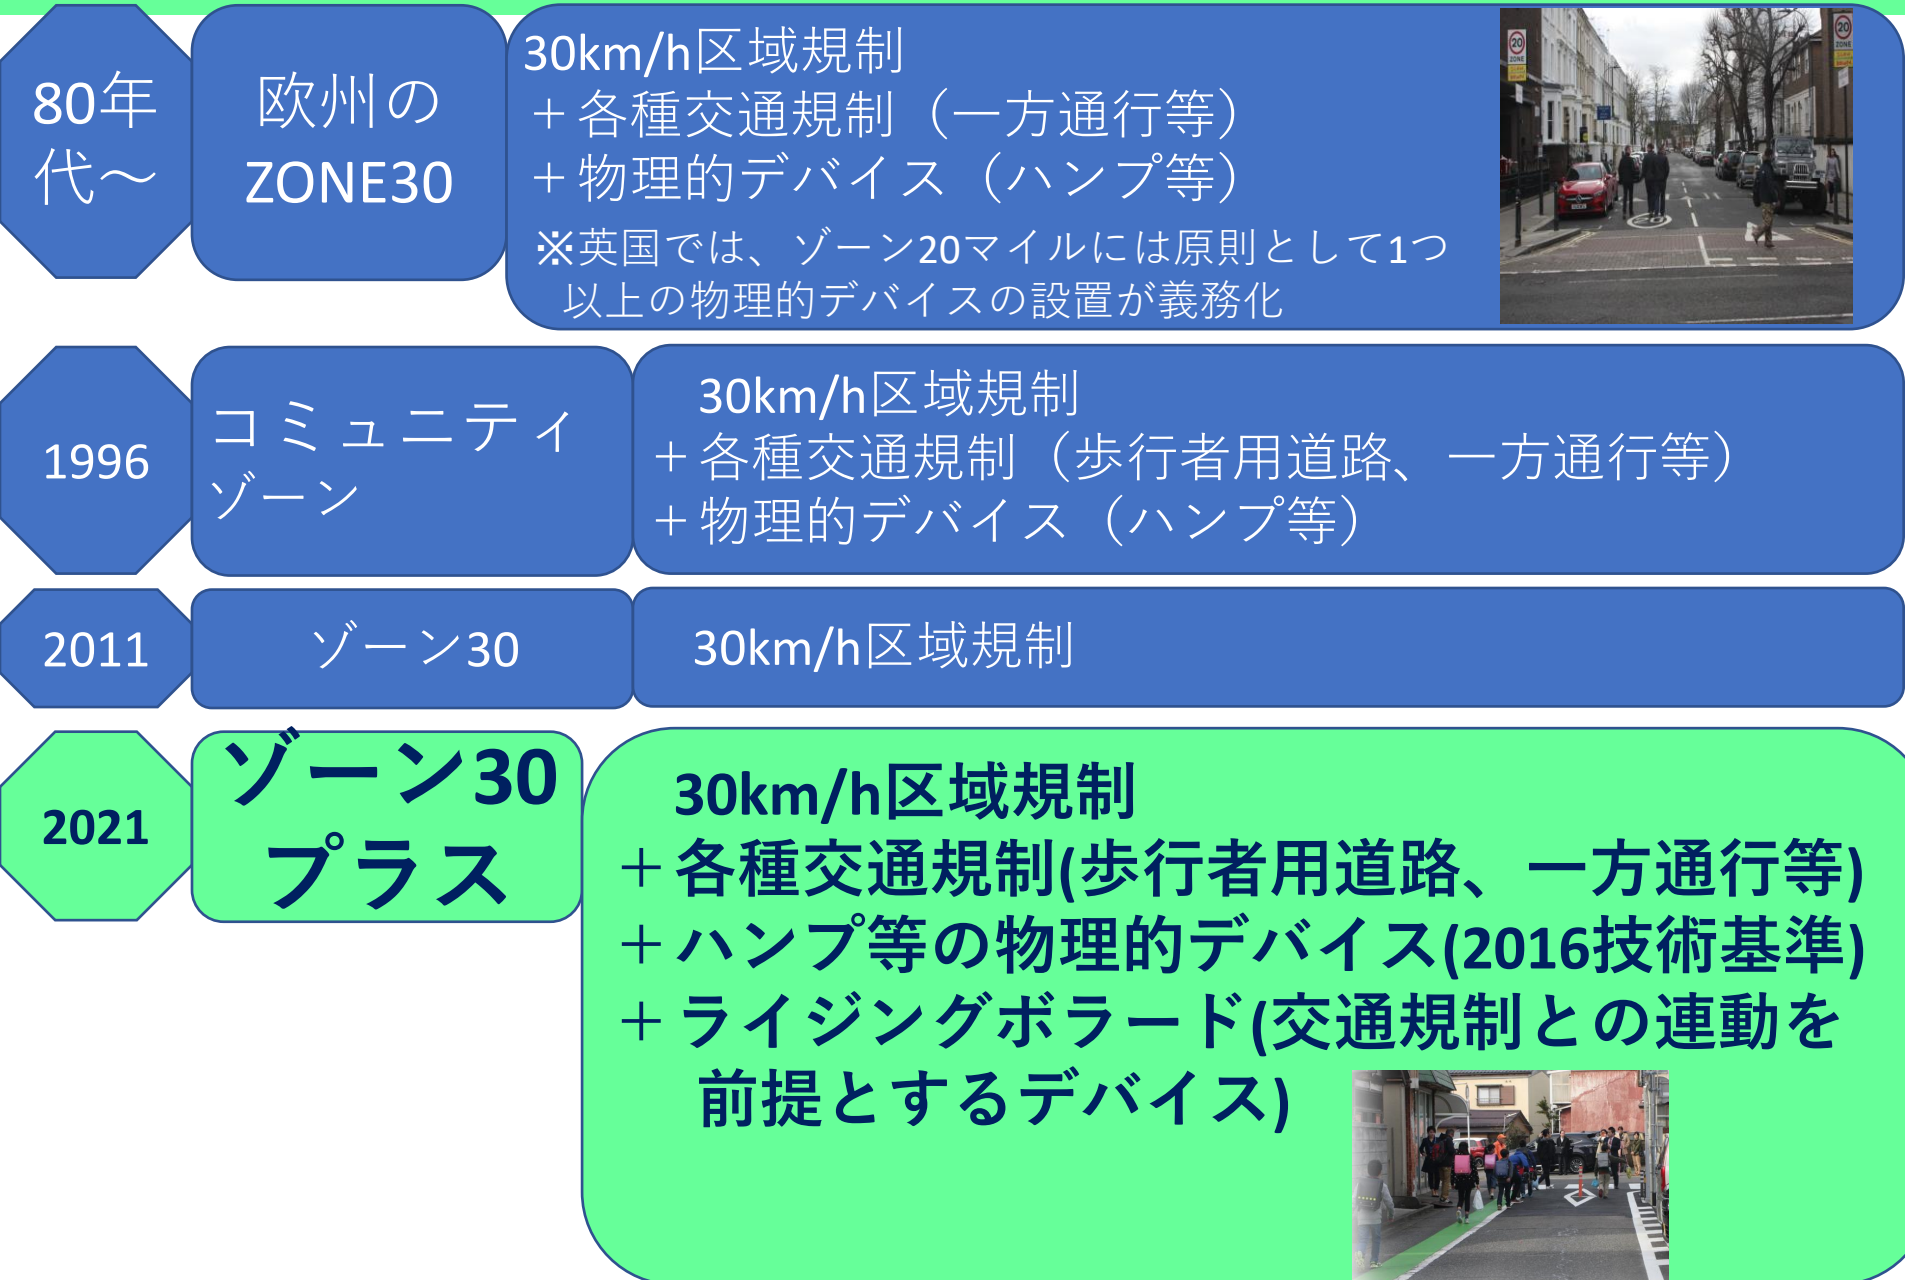 80年
代～
欧州の
ZONE30
30km/h区域規制
＋各種交通規制（一方通行等）
＋物理的デバイス（ハンプ等）
※英国では、ゾーン20マイルには原則として1つ
以上の物理的デバイスの設置が義務化
20
ZONE
20
ZONE
1996
コミュニティ
ゾーン
30km/h区域規制
＋各種交通規制（歩行者用道路、一方通行等）
＋物理的デバイス（ハンプ等）
2011
ゾーン30
30km/h区域規制
2021
ゾーン30
プラス
30km/h区域規制
＋各種交通規制(歩行者用道路、一方通行等)
＋ハンプ等の物理的デバイス(2016技術基準)
＋ライジングボラード(交通規制との連動を
前提とするデバイス)